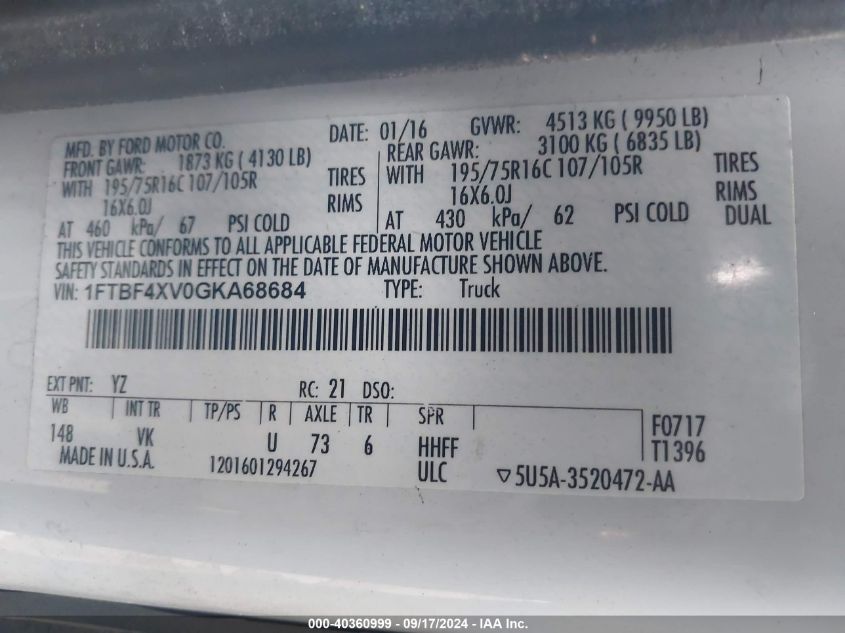 MFD. BY FORD MOTOR CO. DATE: 01/16 GVWR: 4513 KG ( 9950 LB)
FRONT GAWR: 1873 KG ( 4130 LB) REAR GAWR: 3100 KG ( 6835 LB)
WITH 195/75R16C 107/105R TIRES WITH 195/75R16C 107/105R TIRES
16X6.0J RIMS 16X6.0J RIMS
AT 460 kPa/ 67 PSI COLD AT 430 kPa/ 62 PSI COLD DUAL
THIS VEHICLE CONFORMS TO ALL APPLICABLE FEDERAL MOTOR VEHICLE
SAFETY STANDARDS IN EFFECT ON THE DATE OF MANUFACTURE SHOWN ABOVE.
VIN: 1FTBF4XV0GKA68684 TYPE: Truck
EXT PNT: YZ RC: 21 DSO:
WB INT TR TP/PS R AXLE TR SPR F0717
148 VK U 73 6 HHFF T1396
MADE IN U.S.A. 1201601294267 ULC ▽5U5A-3520472-AA
000-40360999 - 09/17/2024 - IAA Inc.